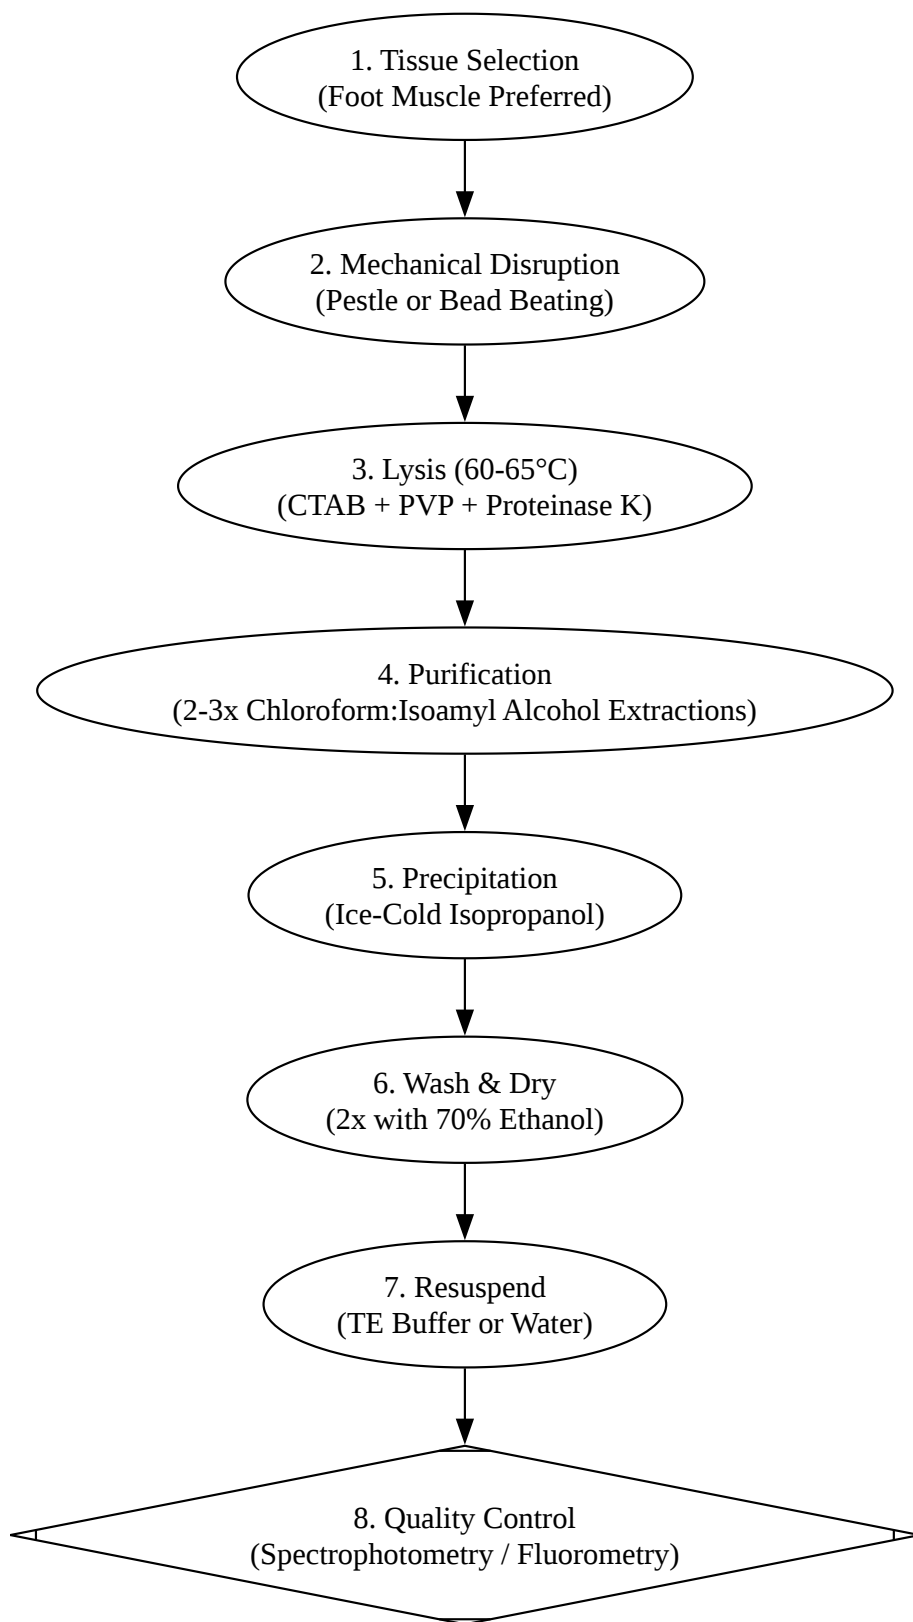 1. Tissue Selection
(Foot Muscle Preferred)
2. Mechanical Disruption
(Pestle or Bead Beating)
3. Lysis (60-65°C)
(CTAB + PVP + Proteinase K)
4. Purification
(2-3x Chloroform:Isoamyl Alcohol Extractions)
5. Precipitation
(Ice-Cold Isopropanol)
6. Wash & Dry
(2x with 70% Ethanol)
7. Resuspend
(TE Buffer or Water)
8. Quality Control
(Spectrophotometry / Fluorometry)